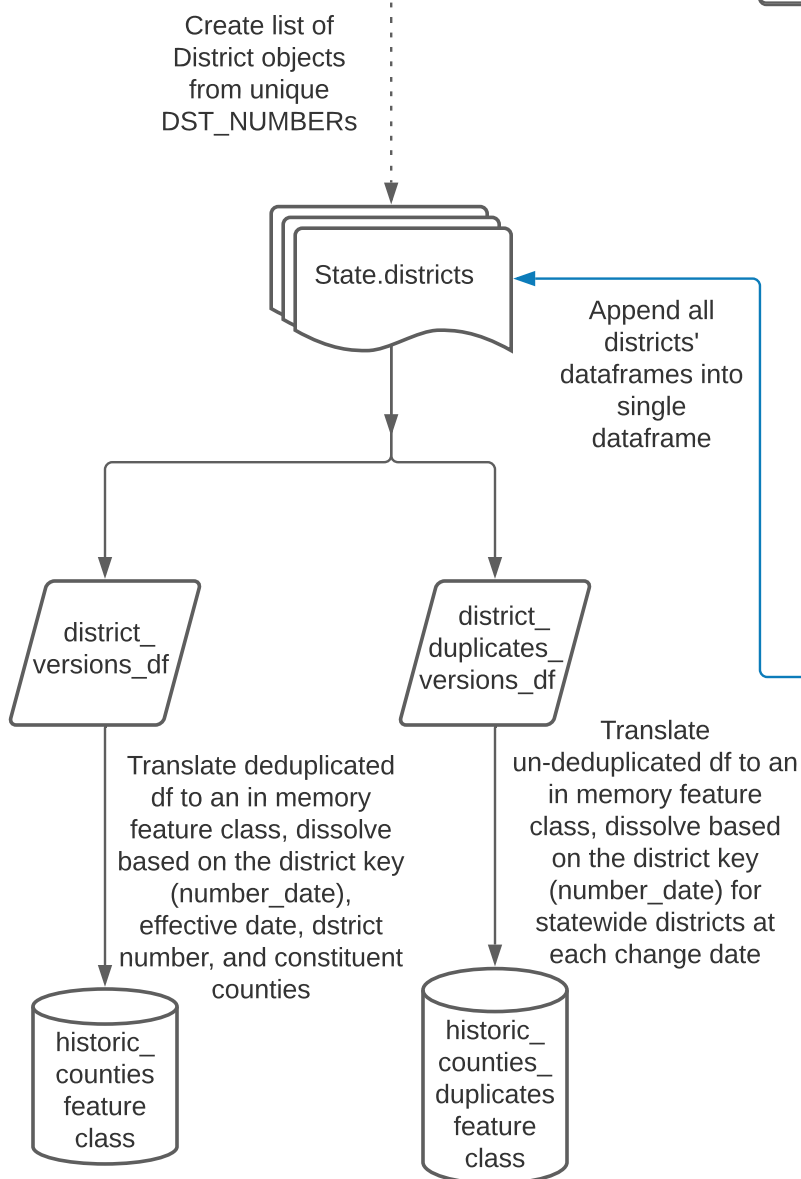 Create list of
District objects
from unique
DST_NUMBERs
State.districts
Append all
districts'
dataframes into
single
dataframe
district_
versions_df
district_
duplicates_
versions_df
Translate deduplicated
df to an in memory
feature class, dissolve
based on the district key
(number_date),
effective date, dstrict
number, and constituent
counties
Translate
un-deduplicated df to an
in memory feature
class, dissolve based
on the district key
(number_date) for
statewide districts at
each change date
historic_
counties
feature
class
historic_
counties_
duplicates
feature
class